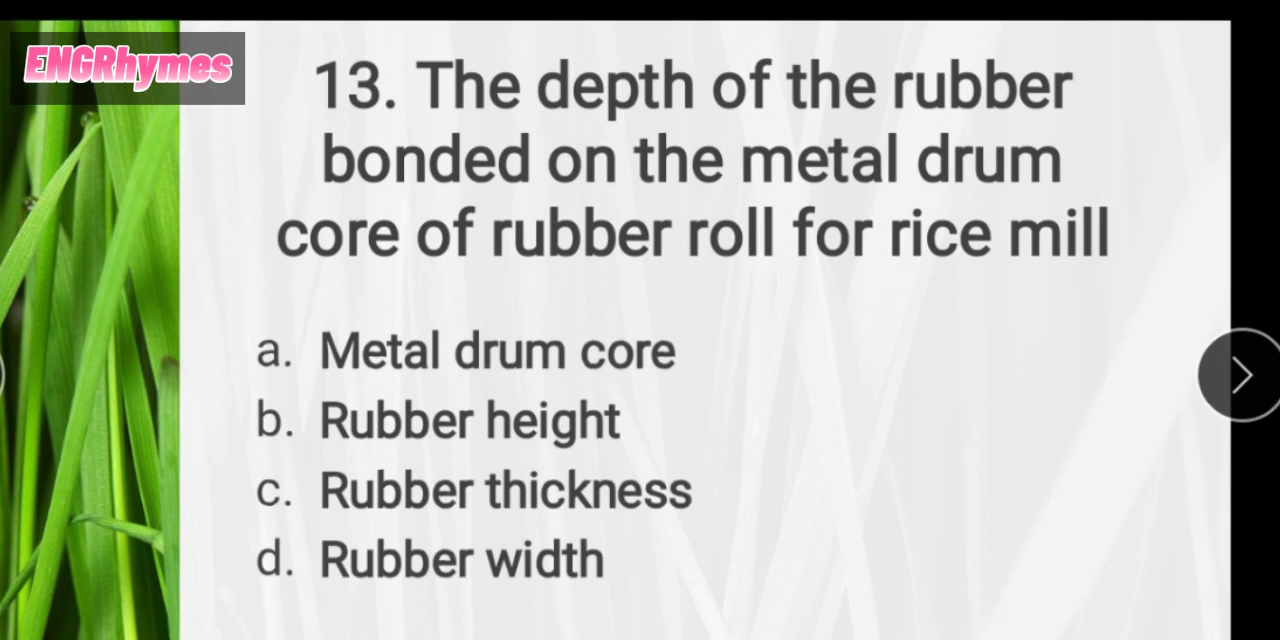 ENGRhymes
13. The depth of the rubber
bonded on the metal drum
core of rubber roll for rice mill
a. Metal drum core
b. Rubber height
c. Rubber thickness
d. Rubber width